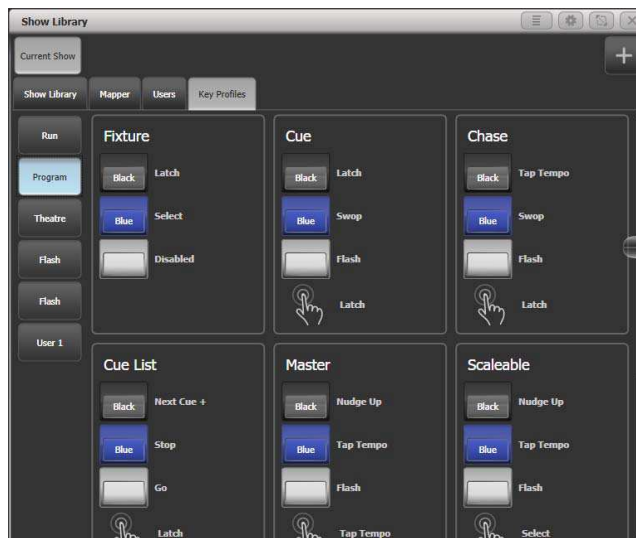 Show Library
Current Show
+
Show Library Mapper Users Key Profiles
Run
Program
Theatre
Flash
Flash
User 1
Fixture
Black Latch
Blue Select
Disabled
Cue
Black Latch
Blue Swop
Flash
Latch
Chase
Black Tap Tempo
Blue Swop
Flash
Latch
Cue List
Black Next Cue +
Blue Stop
Go
Latch
Master
Black Nudge Up
Blue Tap Tempo
Flash
Tap Tempo
Scaleable
Black Nudge Up
Blue Tap Tempo
Flash
Select